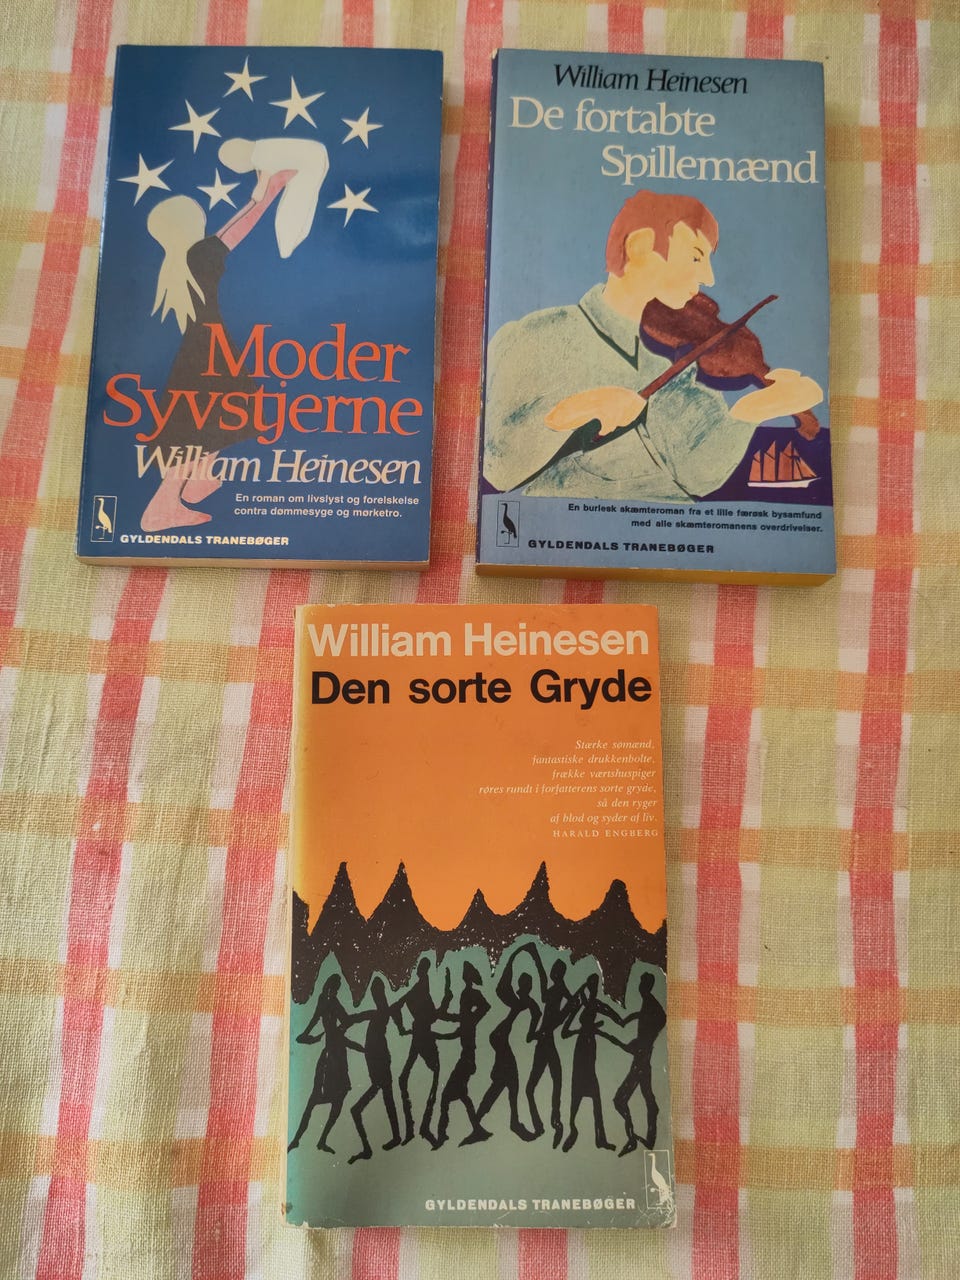 Moder
Syvstjerne
William Heinesen
En roman om livslyst og forelskelse
contra dømmesyge og mørketro.
GYLDENDALS TRANEBØGER
William Heinesen
De fortabte
Spillemænd
En burlesk skæmteroman fra et lille færøsk bysamfund
med alle skæmteromanens overdrivelser.
GYLDENDALS TRANEBØGER
William Heinesen
Den sorte Gryde
Stærke sømænd,
fantastiske drukkenbolte,
frække værtshuspiger
røres rundt i forfatterens sorte gryde,
så den ryger
af blod og syder af liv.
HARALD ENGBERG
GYLDENDALS TRANEBØGER